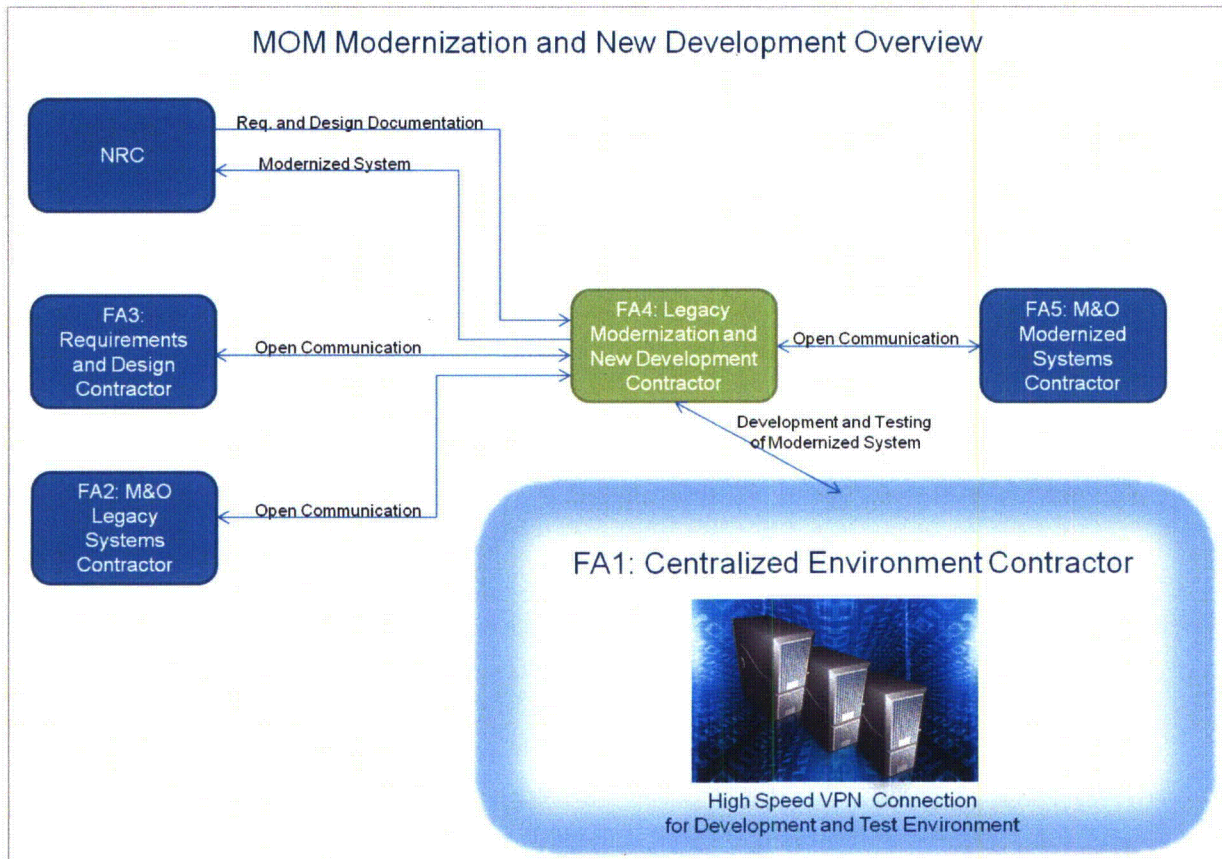 MOM Modernization and New Development Overview
NRC
Req. and Design Documentation
Modernized System
FA3:
Requirements
and Design
Contractor
Open Communication
FA4: Legacy
Modernization and
New Development
Contractor
Open Communication
FA5: M&O
Modernized
Systems
Contractor
Development and Testing
of Modernized System
FA2: M&O
Legacy
Systems
Contractor
Open Communication
FA1: Centralized Environment Contractor
High Speed VPN Connection
for Development and Test Environment